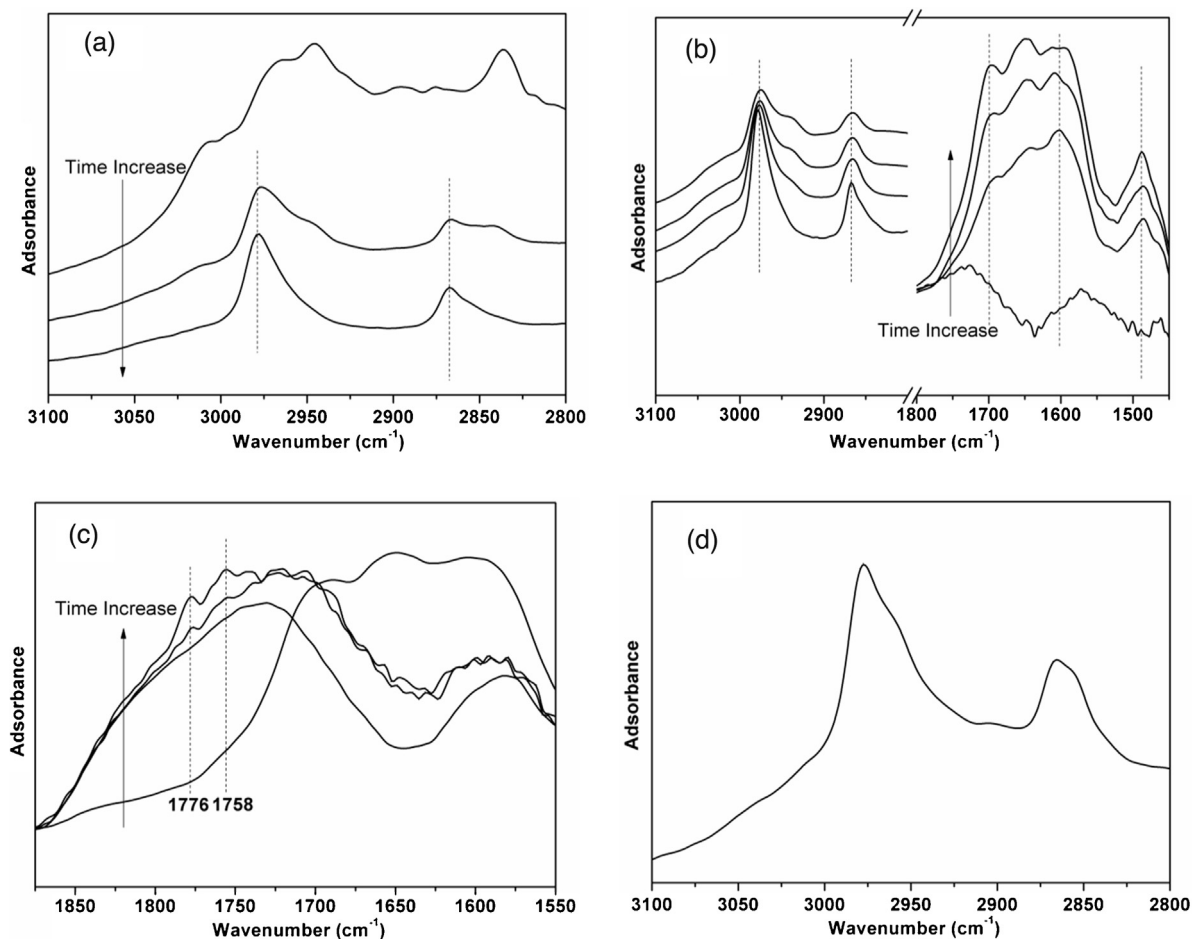 (a)
Time Increase
Adsorbance
3100 3050 3000 2950 2900 2850 2800
Wavenumber (cm⁻¹)
(b)
Time Increase
Adsorbance
3100 3000 2900 1800 1700 1600 1500
Wavenumber (cm⁻¹)
(c)
Time Increase
1776 1758
Adsorbance
1850 1800 1750 1700 1650 1600 1550
Wavenumber (cm⁻¹)
(d)
Adsorbance
3100 3050 3000 2950 2900 2850 2800
Wavenumber (cm⁻¹)